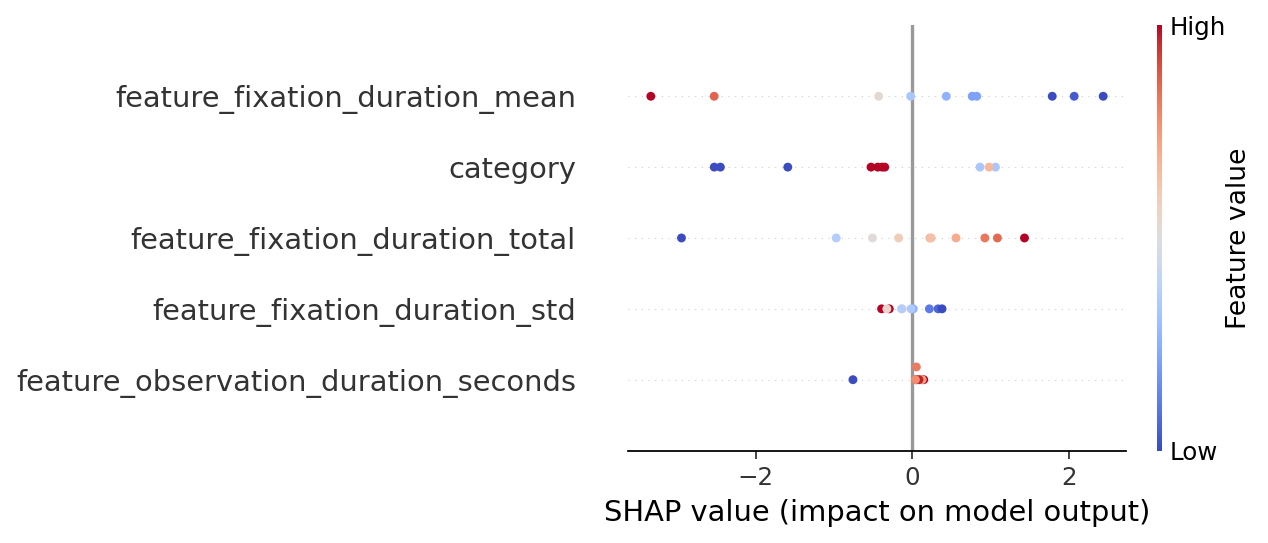 High
feature_fixation_duration_mean
category
feature_fixation_duration_total
feature_fixation_duration_std
feature_observation_duration_seconds
Feature value
Low
−2
0
2
SHAP value (impact on model output)